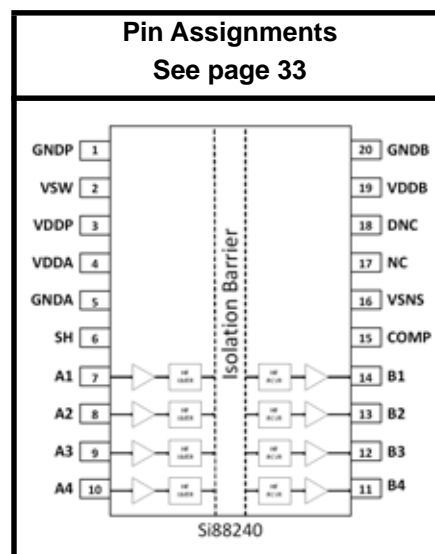 Pin Assignments
See page 33
GNDP 1
VSW 2
VDDP 3
VDDA 4
GNDA 5
SH 6
A1 7
A2 8
A3 9
A4 10
Isolation Barrier
20 GNDB
19 VDDB
18 DNC
17 NC
16 VSNS
15 COMP
14 B1
13 B2
12 B3
11 B4
Si88240